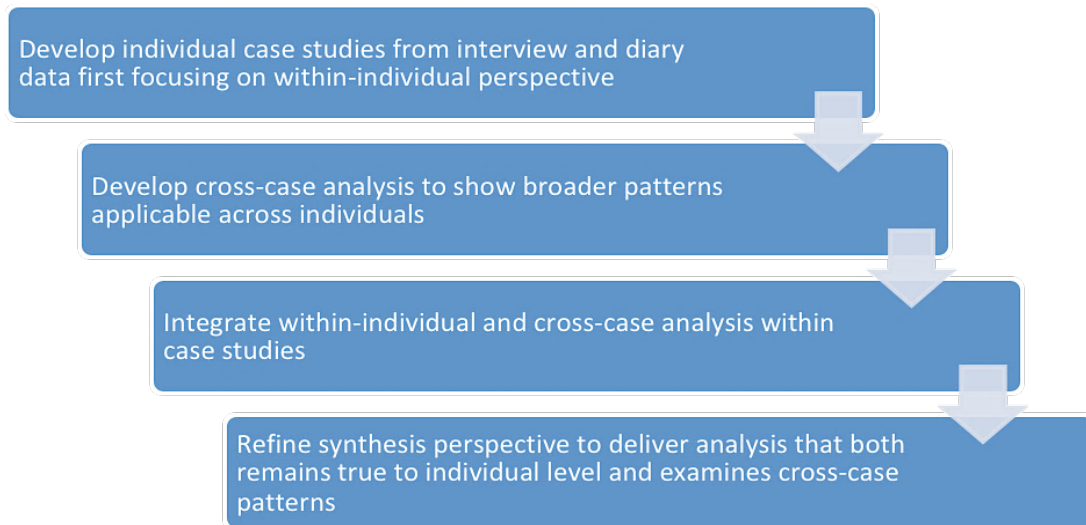 Develop individual case studies from interview and diary
data first focusing on within-individual perspective
Develop cross-case analysis to show broader patterns
applicable across individuals
Integrate within-individual and cross-case analysis within
case studies
Refine synthesis perspective to deliver analysis that both
remains true to individual level and examines cross-case
patterns